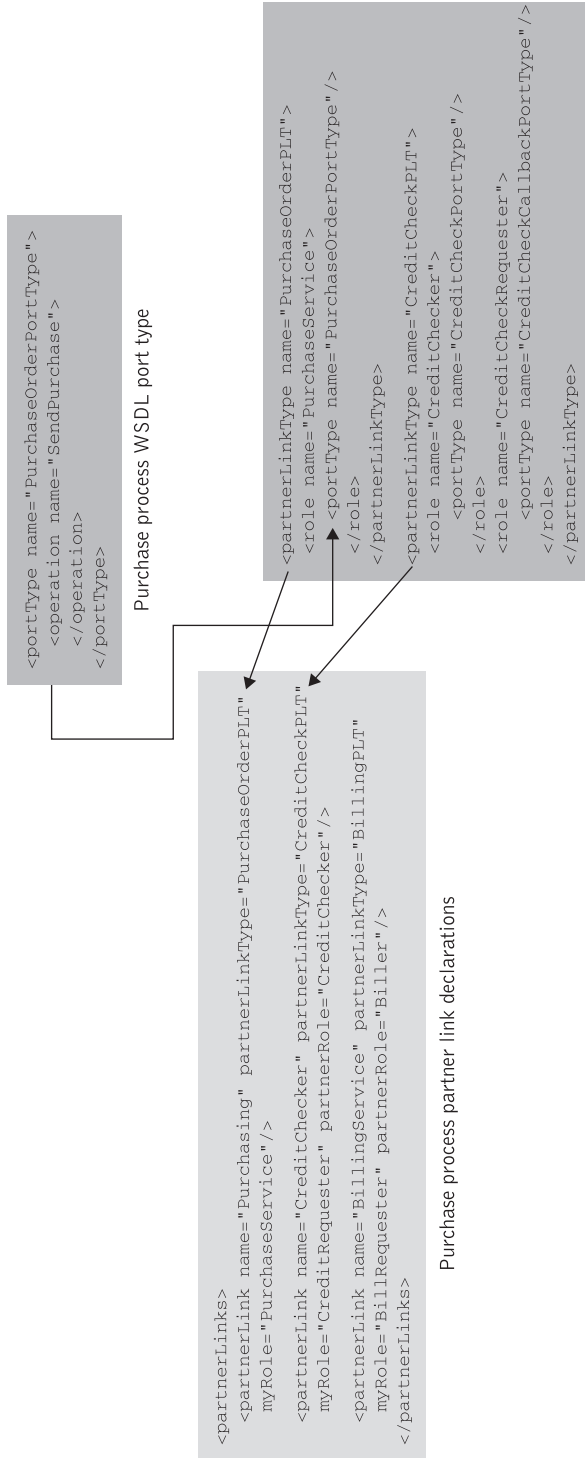 <portType name="PurchaseOrderPortType">
<operation name="SendPurchase">
</operation>
</portType>
Purchase process WSDL port type
<partnerLinks>
<partnerLink name="Purchasing" partnerLinkType="PurchaseOrderPLT"
myRole="PurchaseService"/>
<partnerLink name="CreditChecker" partnerLinkType="CreditCheckPLT"
myRole="CreditRequester" partnerRole="CreditChecker"/>
<partnerLink name="BillingService" partnerLinkType="BillingPLT"
myRole="BillRequester" partnerRole="Biller"/>
</partnerLinks>
Purchase process partner link declarations
<partnerLinkType name="PurchaseOrderPLT">
<role name="PurchaseService">
<portType name="PurchaseOrderPortType"/>
</role>
</partnerLinkType>
<partnerLinkType name="CreditCheckPLT">
<role name="CreditChecker">
<portType name="CreditCheckPortType"/>
</role>
<role name="CreditCheckRequester">
<portType name="CreditCheckCallbackPortType"/>
</role>
</partnerLinkType>